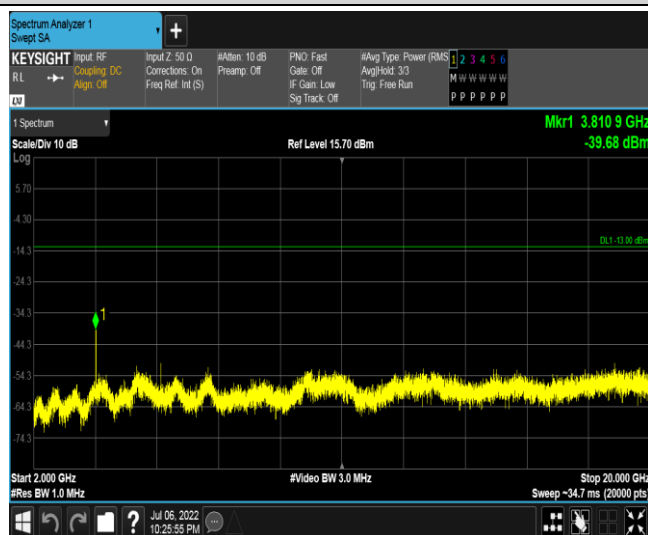 Spectrum Analyzer 1
Swept SA
+
KEYSIGHT
RL
LXI
Input: RF
Coupling: DC
Align: Off
Input Z: 50 Ω
Corrections: On
Freq Ref: Int (S)
#Atten: 10 dB
Preamp: Off
PNO: Fast
Gate: Off
IF Gain: Low
Sig Track: Off
#Avg Type: Power (RMS
Avg|Hold: 3/3
Trig: Free Run
1 2 3 4 5 6
M W W W W W
P P P P P P
1 Spectrum
Scale/Div 10 dB
Log
Ref Level 15.70 dBm
Mkr1 3.810 9 GHz
-39.68 dBm
5.70
-4.30
DL1 -13.00 dBm
-14.3
-24.3
-34.3
1
-44.3
-54.3
-64.3
-74.3
Start 2.000 GHz
#Res BW 1.0 MHz
#Video BW 3.0 MHz
Stop 20.000 GHz
Sweep ~34.7 ms (20000 pts)
?
Jul 06, 2022
10:25:55 PM